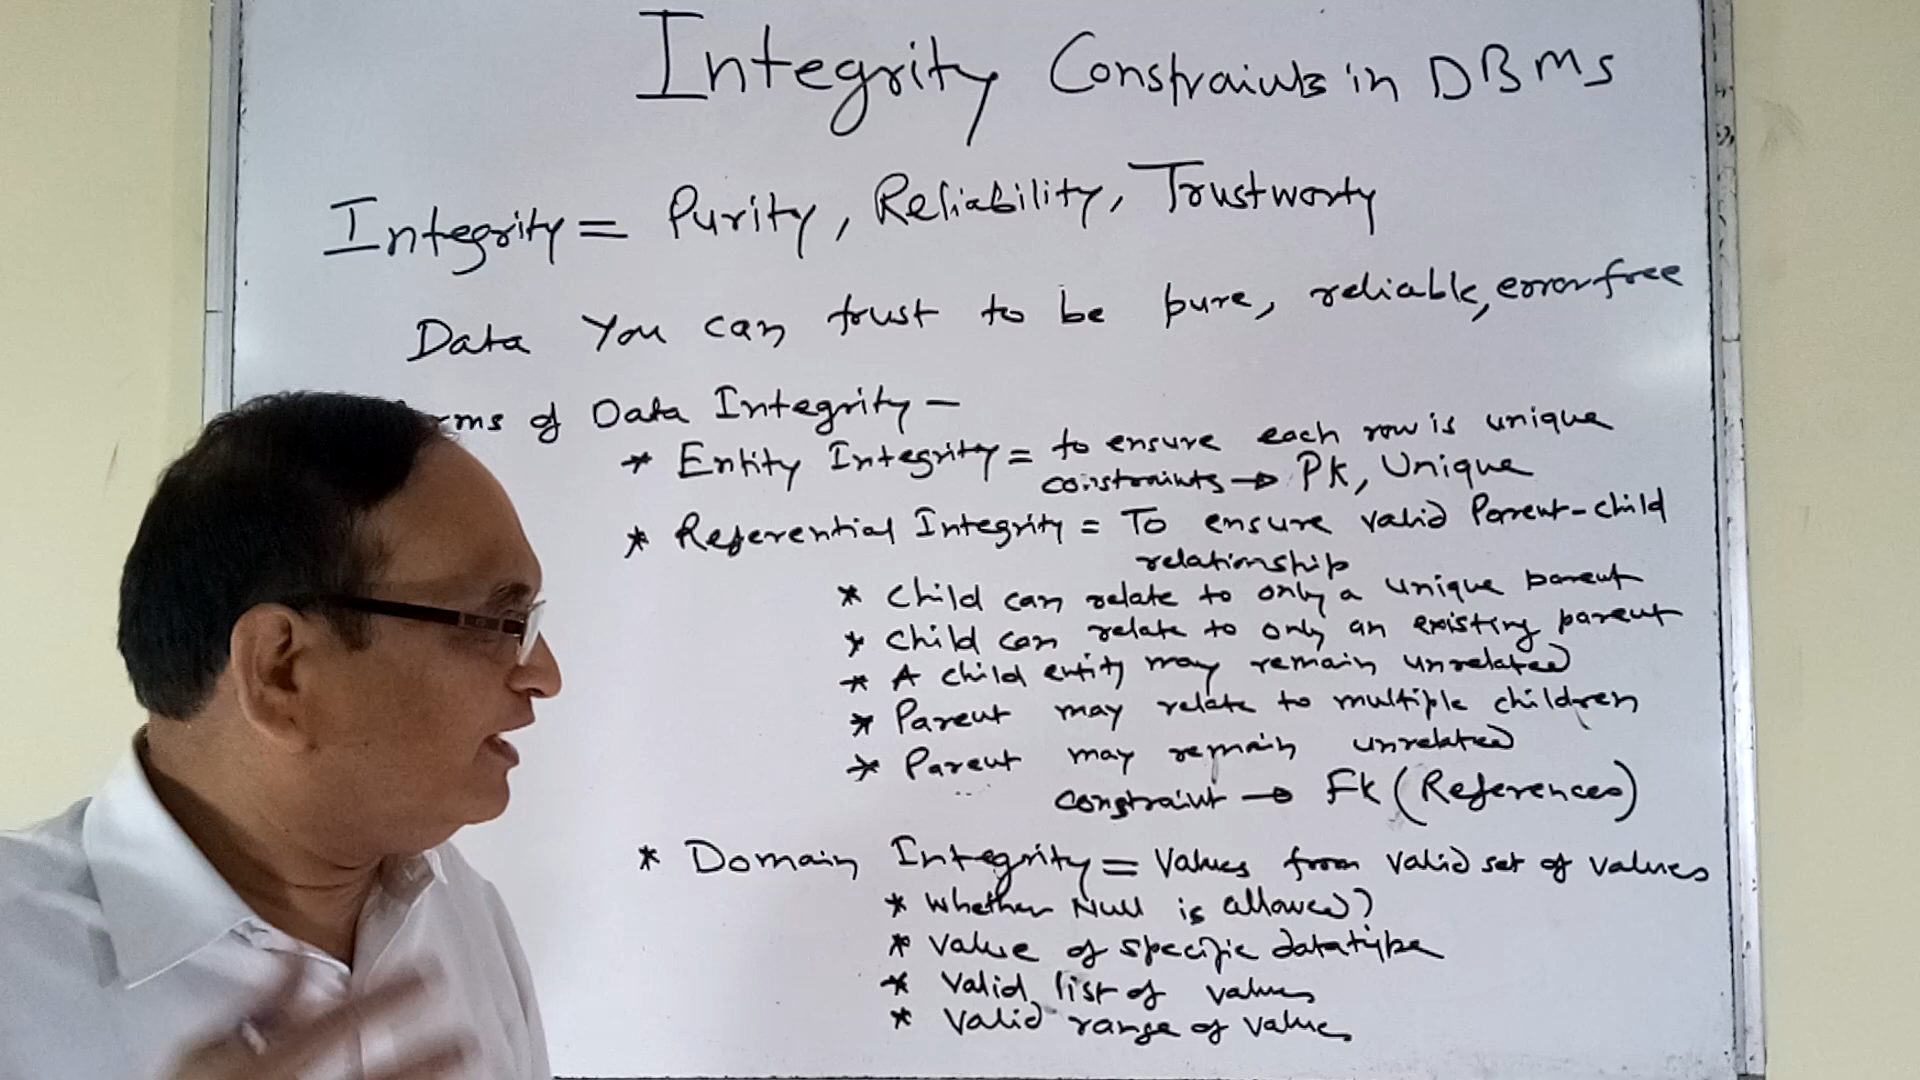 Integrity Constraints in DBMS
Integrity = Purity, Reliability, Trustworty
Data You can trust to be pure, reliable, error free
rms of Data Integrity -
* Entity Integrity = to ensure each row is unique
constraints → PK, Unique
* Referential Integrity = To ensure valid Parent-child
relationship
* child can relate to only a unique parent
* child can relate to only an existing parent
* A child entity may remain unrelated
* Parent may relate to multiple children
* Parent may remain unrelated
constraint → FK (References)
* Domain Integrity = Values from valid set of values
* whether Null is allowed?
* value of specific datatype
* valid list of values
* valid range of values